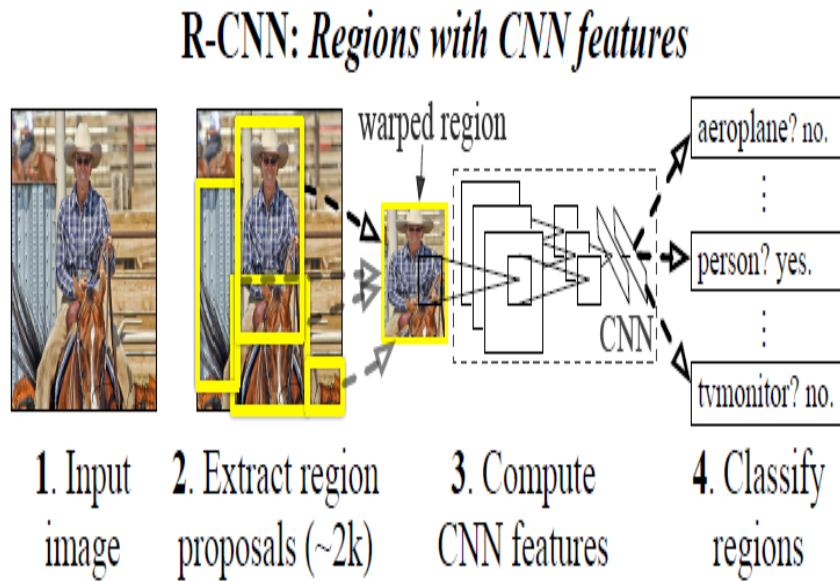 R-CNN: Regions with CNN features
warped region
aeroplane? no.
person? yes.
tvmonitor? no.
CNN
1. Input
image
2. Extract region
proposals (~2k)
3. Compute
CNN features
4. Classify
regions